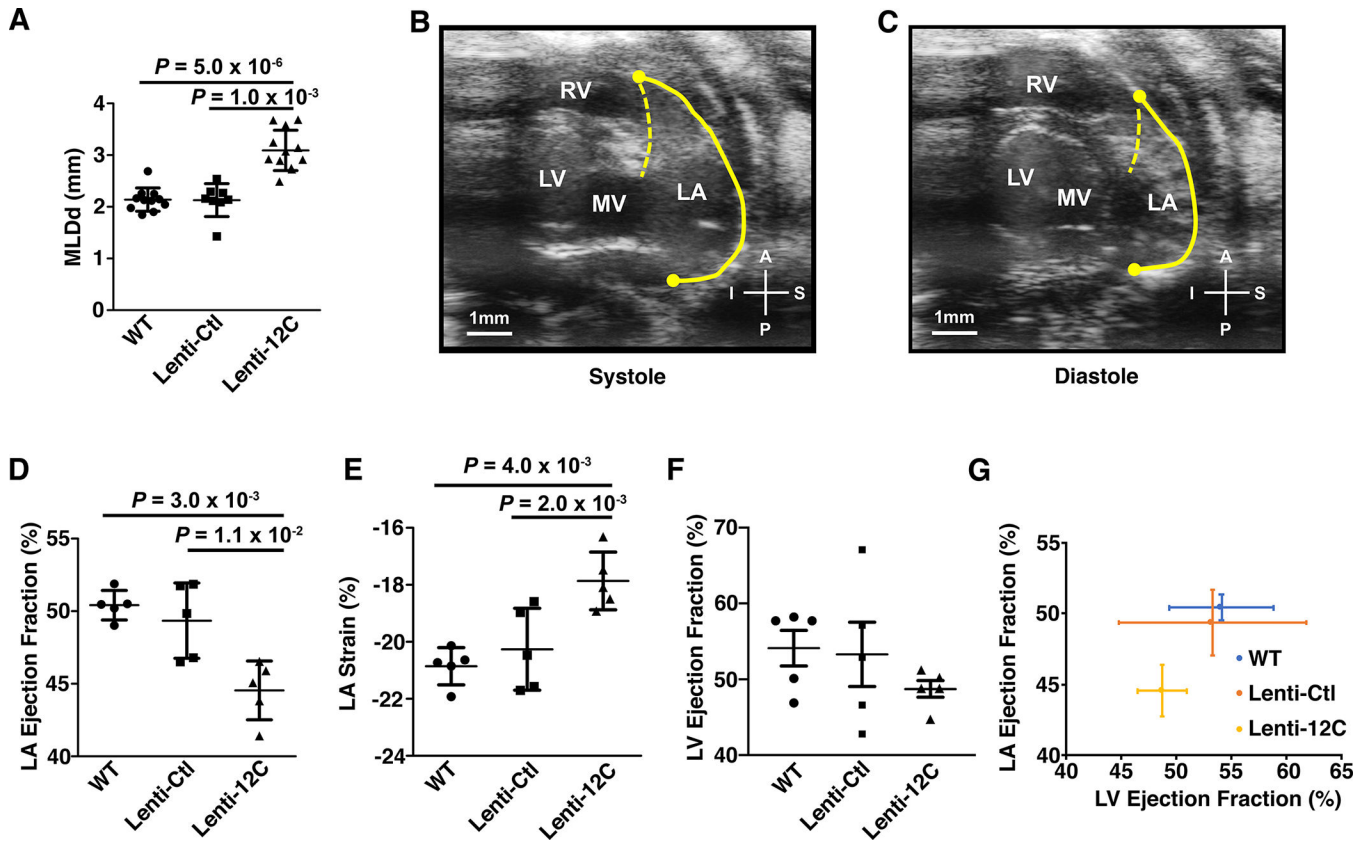 A
P = 5.0 x 10-6
P = 1.0 x 10-3
MLDd (mm)
4
3
2
1
0
WT
Lenti-Ctl
Lenti-12C
B
RV
LV
MV
LA
A
I
S
P
1mm
Systole
C
RV
LV
MV
LA
A
I
S
P
1mm
Diastole
D
P = 3.0 x 10-3
P = 1.1 x 10-2
LA Ejection Fraction (%)
55
50
45
40
WT
Lenti-Ctl
Lenti-12C
E
P = 4.0 x 10-3
P = 2.0 x 10-3
LA Strain (%)
-16
-18
-20
-22
-24
WT
Lenti-Ctl
Lenti-12C
F
LV Ejection Fraction (%)
70
60
50
40
WT
Lenti-Ctl
Lenti-12C
G
LA Ejection Fraction (%)
55
50
45
40
WT
Lenti-Ctl
Lenti-12C
40 45 50 55 60 65
LV Ejection Fraction (%)